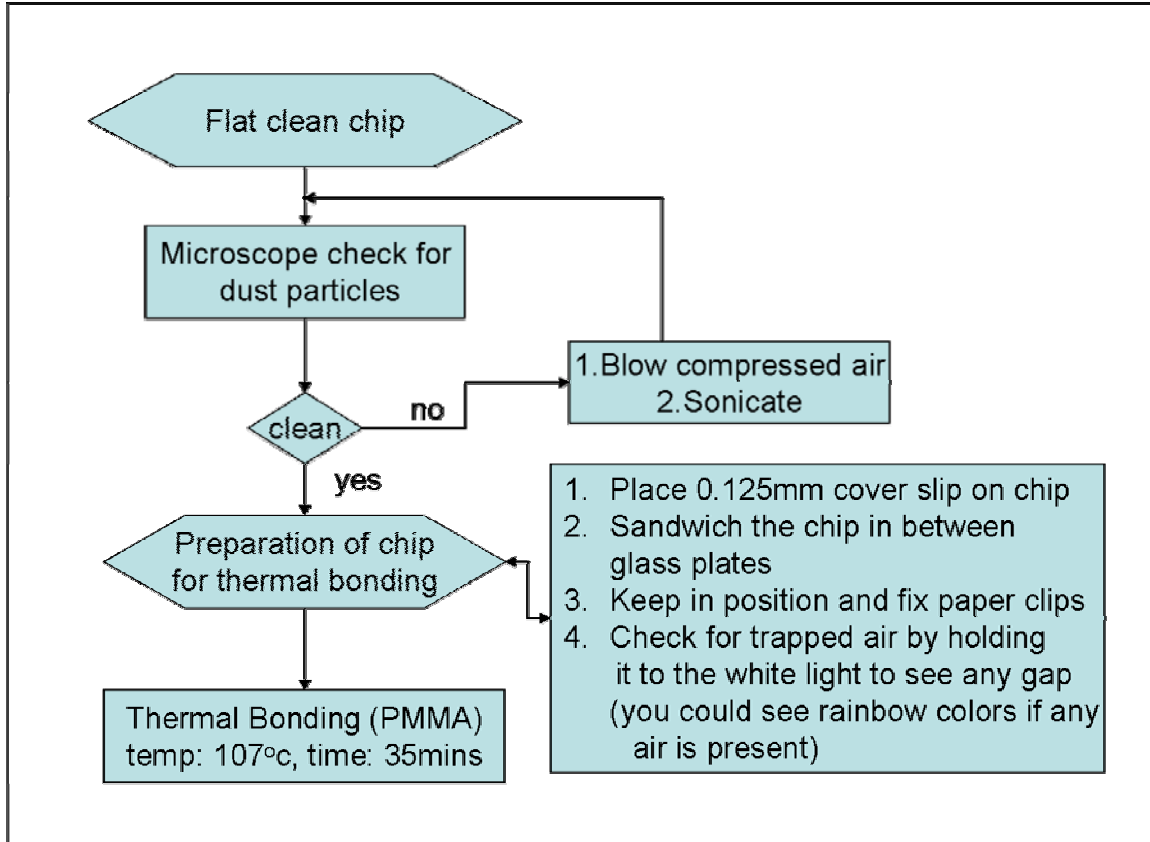 Flat clean chip
Microscope check for
dust particles
clean
no
1.Blow compressed air
2.Sonicate
yes
Preparation of chip
for thermal bonding
1. Place 0.125mm cover slip on chip
2. Sandwich the chip in between
glass plates
3. Keep in position and fix paper clips
4. Check for trapped air by holding
it to the white light to see any gap
(you could see rainbow colors if any
air is present)
Thermal Bonding (PMMA)
temp: 107°c, time: 35mins